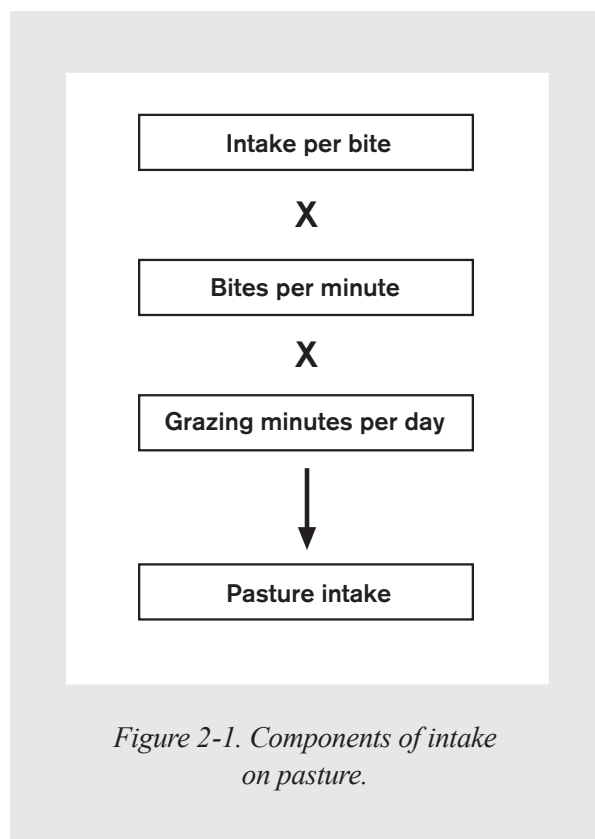 Intake per bite
X
Bites per minute
X
Grazing minutes per day
Pasture intake
Figure 2-1. Components of intake
on pasture.